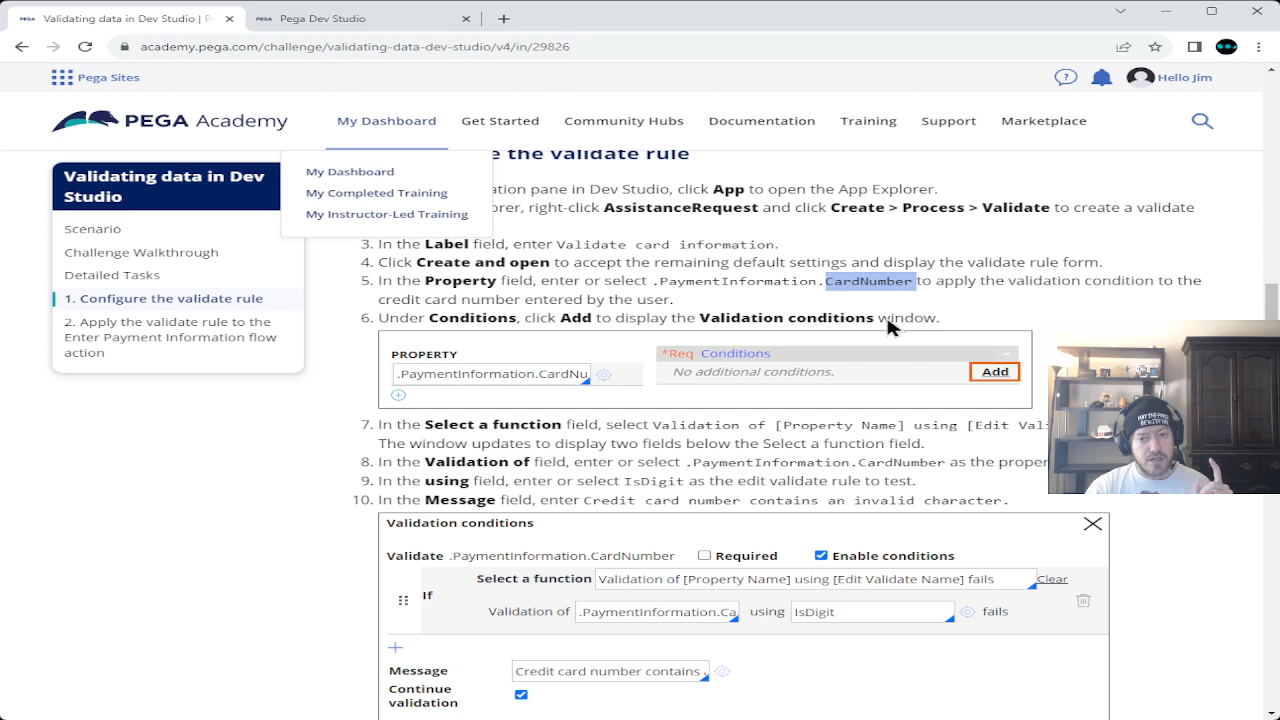 PEGA Validating data in Dev Studio | P
PEGA Pega Dev Studio
academy.pega.com/challenge/validating-data-dev-studio/v4/in/29826
Pega Sites
Hello Jim
PEGA Academy
My Dashboard Get Started Community Hubs Documentation Training Support Marketplace
My Dashboard
My Completed Training
My Instructor-Led Training
Validating data in Dev Studio
Scenario
Challenge Walkthrough
Detailed Tasks
1. Configure the validate rule
2. Apply the validate rule to the
Enter Payment Information flow
action
e the validate rule
ation pane in Dev Studio, click App to open the App Explorer.
orer, right-click AssistanceRequest and click Create > Process > Validate to create a validate
3. In the Label field, enter Validate card information.
4. Click Create and open to accept the remaining default settings and display the validate rule form.
5. In the Property field, enter or select .PaymentInformation.CardNumber to apply the validation condition to the
credit card number entered by the user.
6. Under Conditions, click Add to display the Validation conditions window.
PROPERTY
.PaymentInformation.CardNu
*Req Conditions
No additional conditions. Add
7. In the Select a function field, select Validation of [Property Name] using [Edit Val
The window updates to display two fields below the Select a function field.
8. In the Validation of field, enter or select .PaymentInformation.CardNumber as the proper
9. In the using field, enter or select IsDigit as the edit validate rule to test.
10. In the Message field, enter Credit card number contains an invalid character.
Validation conditions
Validate .PaymentInformation.CardNumber Required Enable conditions
Select a function Validation of [Property Name] using [Edit Validate Name] fails Clear
If
Validation of .PaymentInformation.Ca using IsDigit fails
Message Credit card number contains
Continue
validation